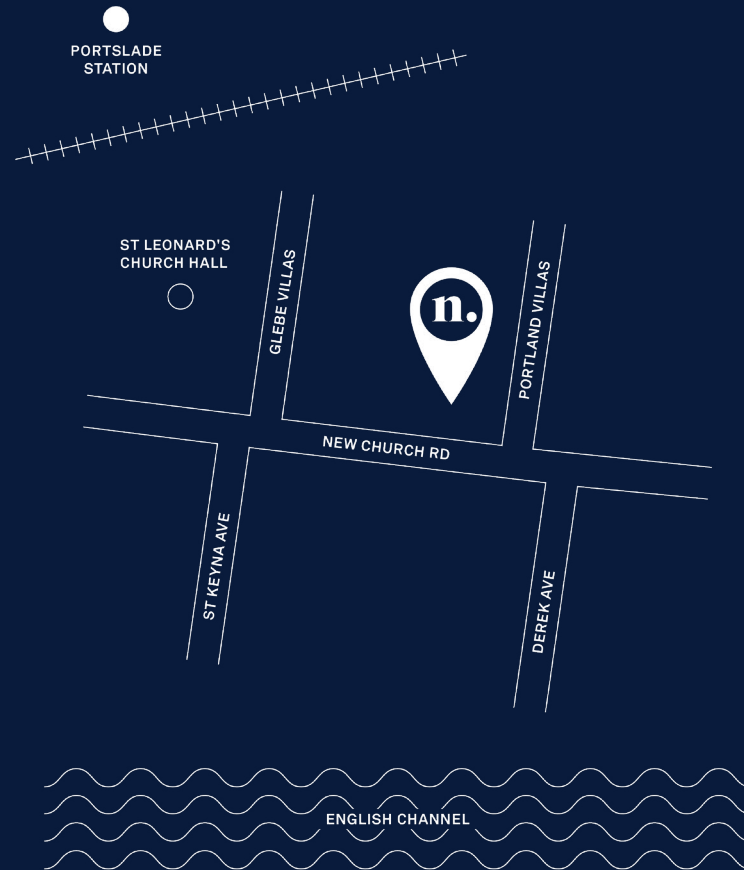 PORTSLADE
STATION
ST LEONARD'S
CHURCH HALL
GLEBE VILLAS
n.
PORTLAND VILLAS
NEW CHURCH RD
ST KEYNA AVE
DEREK AVE
ENGLISH CHANNEL